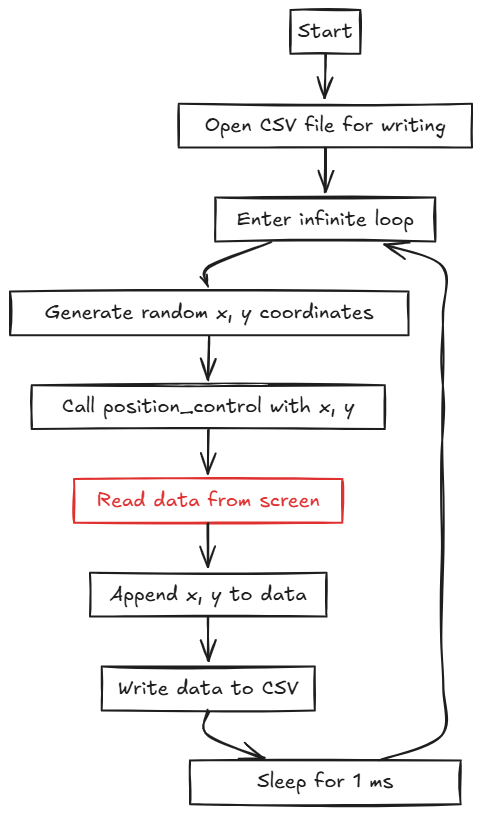 Start
Open CSV file for writing
Enter infinite loop
Generate random x, y coordinates
Call position_control with x, y
Read data from screen
Append x, y to data
Write data to CSV
Sleep for 1 ms